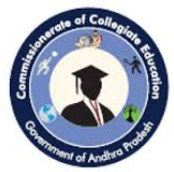 Commissionerate of Collegiate Education
Government of Andhra Pradesh